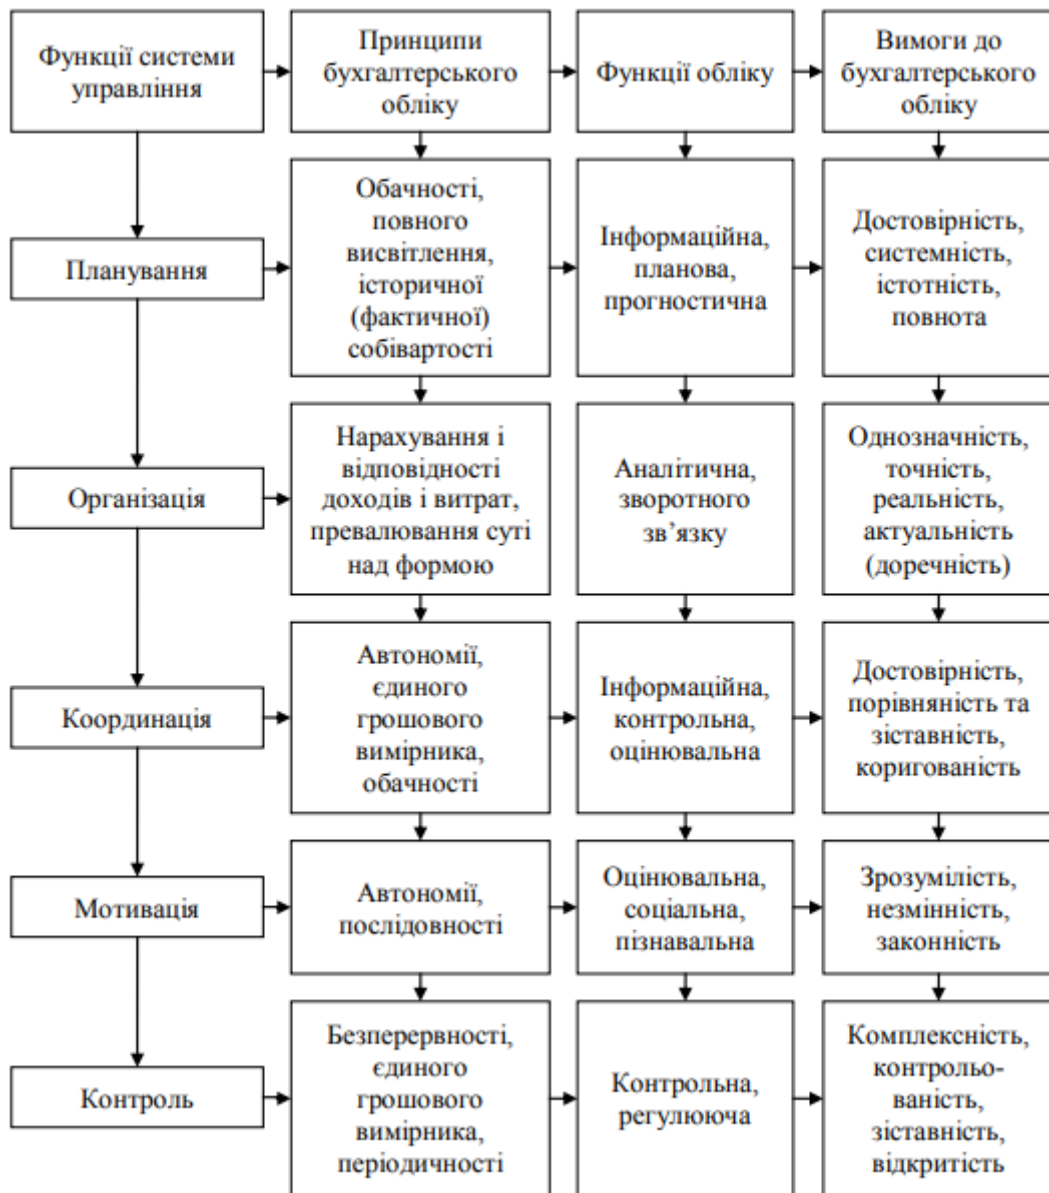 Функції системи
управління
Принципи
бухгалтерського
обліку
Функції обліку
Вимоги до
бухгалтерського
обліку
Планування
Обачності,
повного
висвітлення,
історичної
(фактичної)
собівартості
Інформаційна,
планова,
прогностична
Достовірність,
системність,
істотність,
повнота
Організація
Нарахування і
відповідності
доходів і витрат,
превалювання суті
над формою
Аналітична,
зворотного
зв’язку
Однозначність,
точність,
реальність,
актуальність
(доречність)
Координація
Автономії,
єдиного
грошового
вимірника,
обачності
Інформаційна,
контрольна,
оцінювальна
Достовірність,
порівняність та
зіставність,
коригованість
Мотивація
Автономії,
послідовності
Оцінювальна,
соціальна,
пізнавальна
Зрозумілість,
незмінність,
законність
Контроль
Безперервності,
єдиного
грошового
вимірника,
періодичності
Контрольна,
регулююча
Комплексність,
контрольо-
ваність,
зіставність,
відкритість